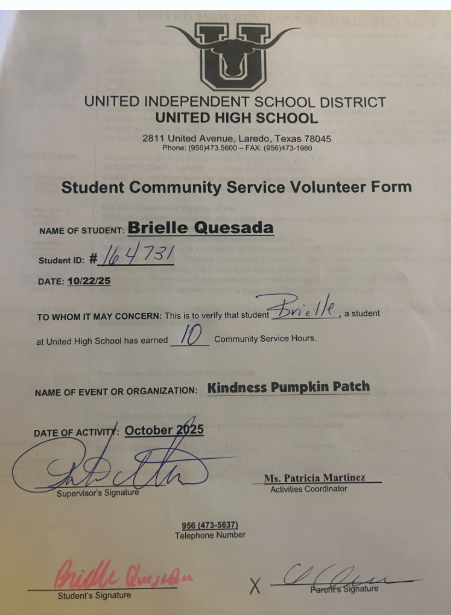 U
UNITED INDEPENDENT SCHOOL DISTRICT
UNITED HIGH SCHOOL
2811 United Avenue, Laredo, Texas 78045
Phone: (956)473.5600 – FAX: (956)473-1980
Student Community Service Volunteer Form
NAME OF STUDENT: Brielle Quesada
Student ID: # 164731
DATE: 10/22/25
TO WHOM IT MAY CONCERN: This is to verify that student Brielle, a student
at United High School has earned 10 Community Service Hours.
NAME OF EVENT OR ORGANIZATION: Kindness Pumpkin Patch
DATE OF ACTIVITY: October 2025
Ms. Patricia Martinez
Supervisor's Signature Activities Coordinator
956 (473-5637)
Telephone Number
Brielle Quesada X
Student's Signature Parent's Signature